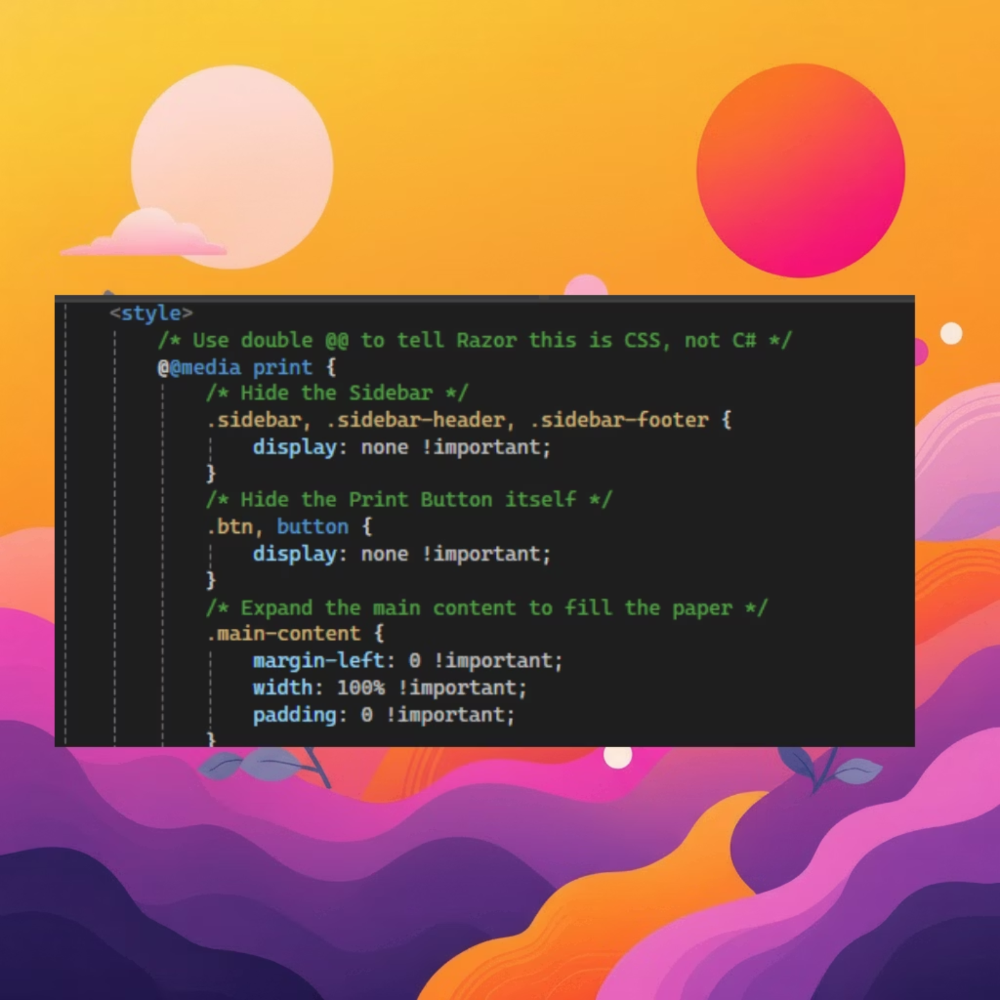 <style>
/* Use double @@ to tell Razor this is CSS, not C# */
@@media print {
/* Hide the Sidebar */
.sidebar, .sidebar-header, .sidebar-footer {
display: none !important;
}
/* Hide the Print Button itself */
.btn, button {
display: none !important;
}
/* Expand the main content to fill the paper */
.main-content {
margin-left: 0 !important;
width: 100% !important;
padding: 0 !important;
}